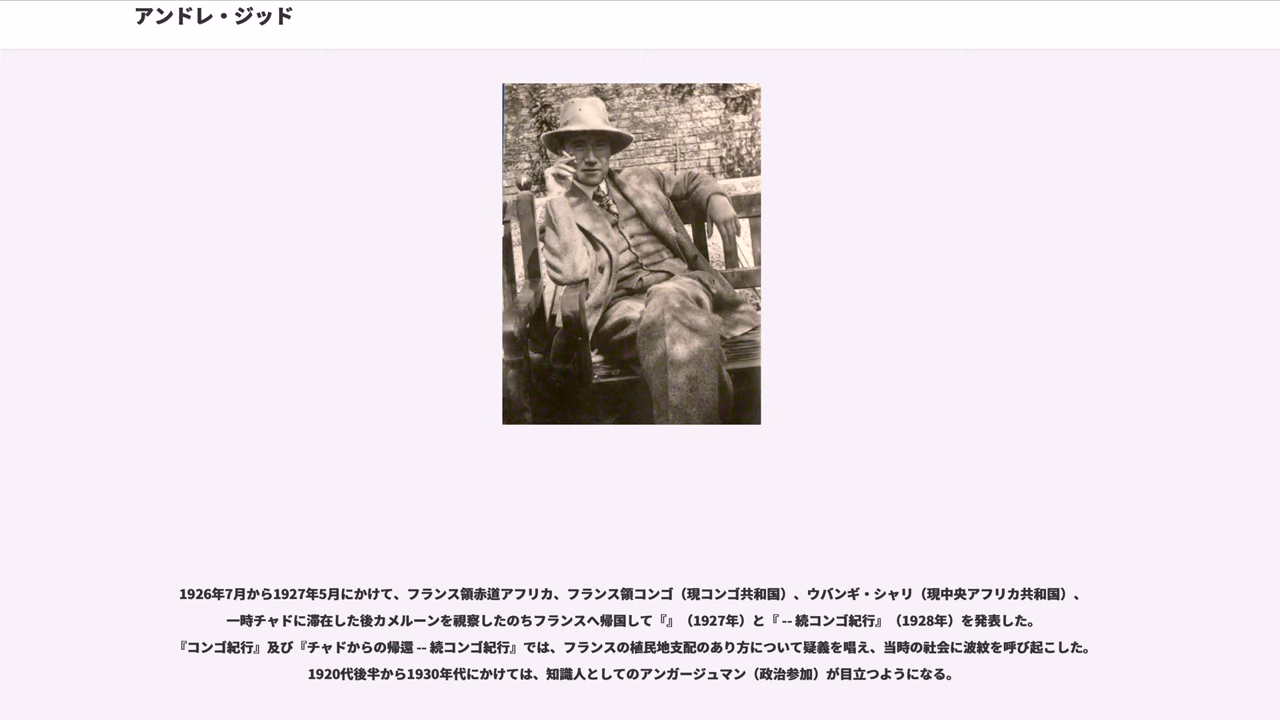 アンドレ・ジッド
1926年7月から1927年5月にかけて、フランス領赤道アフリカ、フランス領コンゴ（現コンゴ共和国）、ウバンギ・シャリ（現中央アフリカ共和国）、
一時チャドに滞在した後カメルーンを視察したのちフランスへ帰国して『』（1927年）と『 -- 続コンゴ紀行』（1928年）を発表した。
『コンゴ紀行』及び『チャドからの帰還 -- 続コンゴ紀行』では、フランスの植民地支配のあり方について疑義を唱え、当時の社会に波紋を呼び起こした。
1920代後半から1930年代にかけては、知識人としてのアンガージュマン（政治参加）が目立つようになる。